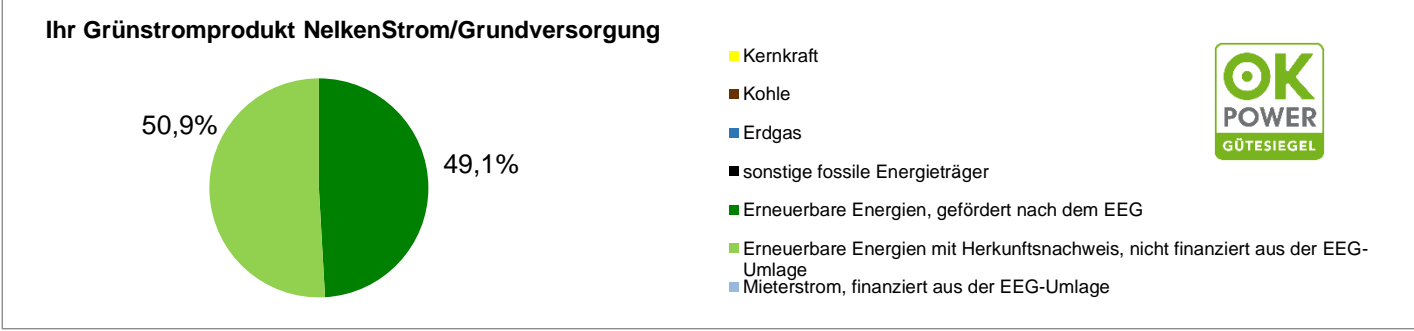 Ihr Grünstromprodukt NelkenStrom/Grundversorgung
50,9%
49,1%
Kernkraft
Kohle
Erdgas
sonstige fossile Energieträger
Erneuerbare Energien, gefördert nach dem EEG
Erneuerbare Energien mit Herkunftsnachweis, nicht finanziert aus der EEG-
Umlage
Mieterstrom, finanziert aus der EEG-Umlage
OK
POWER
GÜTESIEGEL